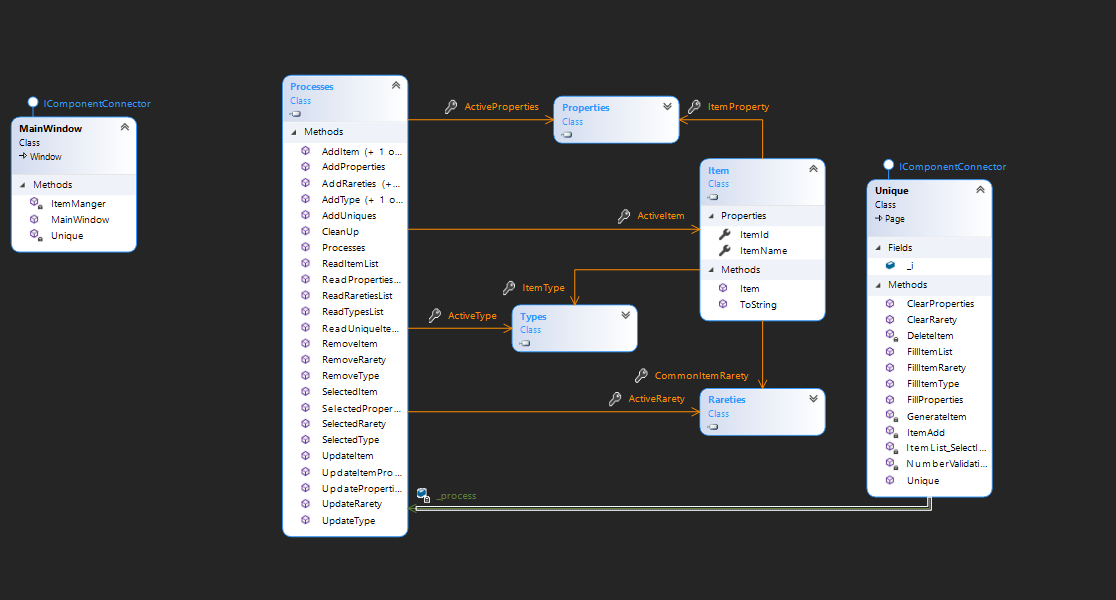 IComponentConnector
MainWindow
Class
Window
Methods
ItemManger
MainWindow
Unique
Processes
Class
Methods
AddItem (+ 1 o...
AddProperties
AddRareties (+...
AddType (+ 1 o...
AddUniques
CleanUp
Processes
ReadItemList
ReadProperties...
ReadRaretiesList
ReadTypesList
ReadUniqueIte...
RemoveItem
RemoveRarety
RemoveType
SelectedItem
SelectedProper...
SelectedRarety
SelectedType
UpdateItem
UpdateItemPro...
UpdateProperti...
UpdateRarety
UpdateType
ActiveProperties
Properties
Class
ItemProperty
ActiveItem
Item
Class
Properties
ItemId
ItemName
Methods
Item
ToString
ItemType
ActiveType
Types
Class
CommonItemRarety
ActiveRarety
Rareties
Class
_process
IComponentConnector
Unique
Class
Page
Fields
_i
Methods
ClearProperties
ClearRarety
DeleteItem
FillItemList
FillItemRarety
FillItemType
FillProperties
GenerateItem
ItemAdd
ItemList_SelectI...
NumberValidati...
Unique